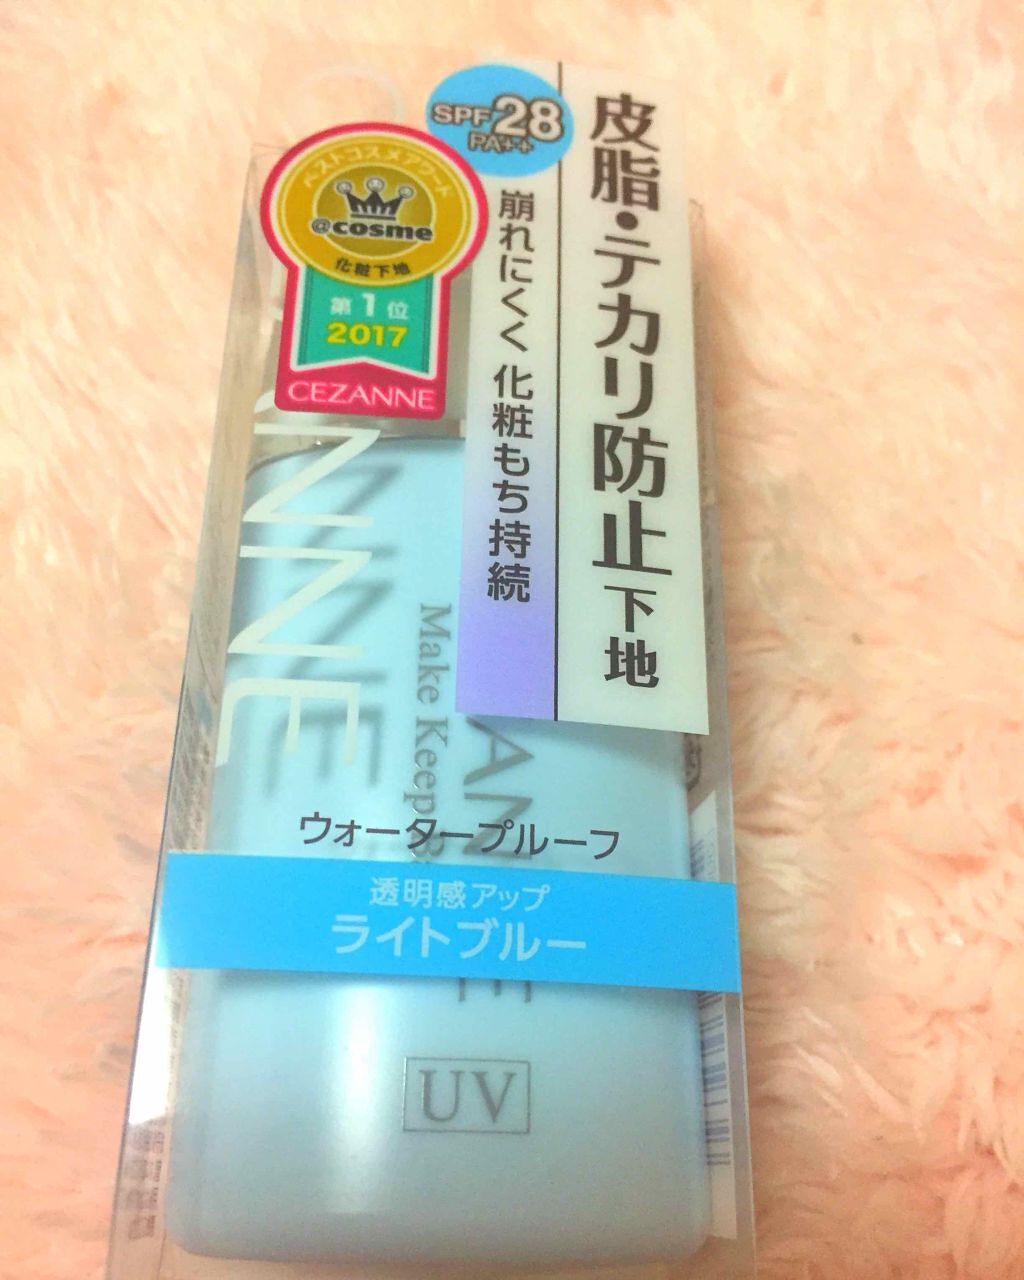 皮脂・テカリ防止下地
崩れにくく 化粧もち持続
SPF28
PA++
ベストコスメアワード
@cosme
化粧下地
第1位
2017
CEZANNE
NNE
Make Keep
ウォータープルーフ
透明感アップ
ライトブルー
UV